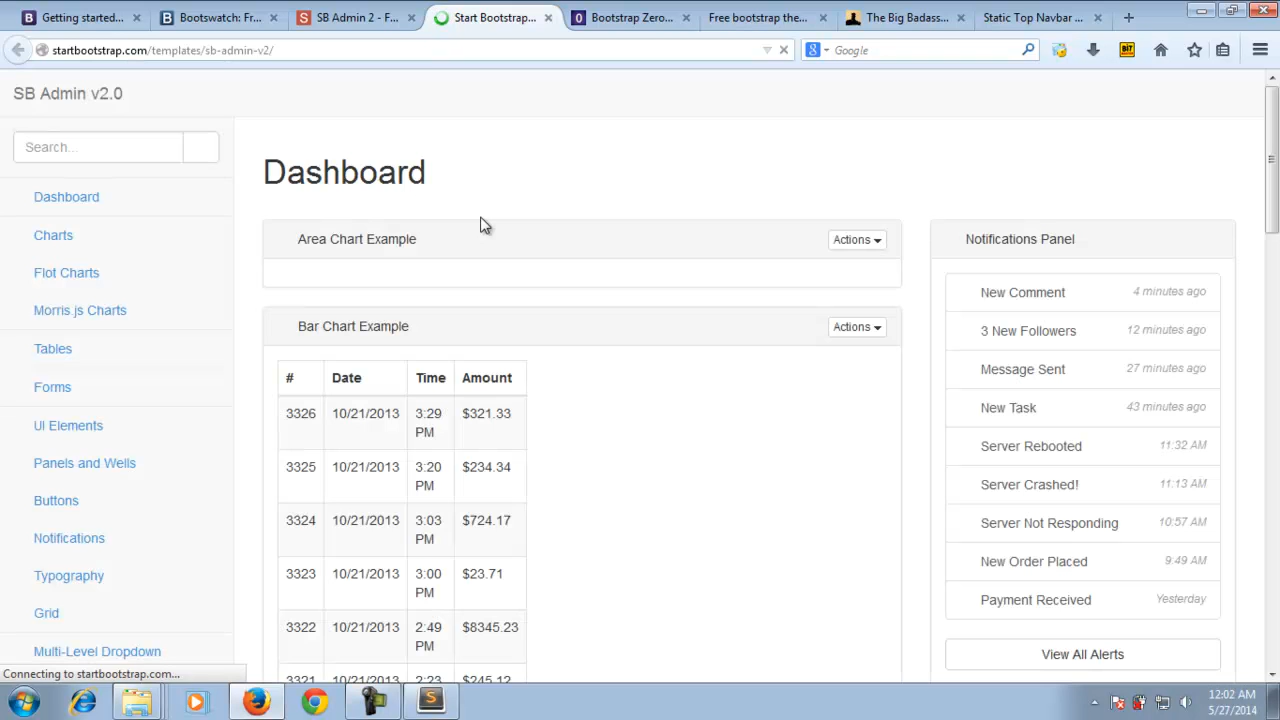 Getting started...
Bootswatch: Fr...
SB Admin 2 - F...
Start Bootstrap...
Bootstrap Zero...
Free bootstrap the...
The Big Badass...
Static Top Navbar ...
startbootstrap.com/templates/sb-admin-v2/
Google
SB Admin v2.0
Search...
Dashboard
Charts
Flot Charts
Morris.js Charts
Tables
Forms
UI Elements
Panels and Wells
Buttons
Notifications
Typography
Grid
Multi-Level Dropdown
Dashboard
Area Chart Example
Actions
Bar Chart Example
Actions
# Date Time Amount
3326 10/21/2013 3:29 PM $321.33
3325 10/21/2013 3:20 PM $234.34
3324 10/21/2013 3:03 PM $724.17
3323 10/21/2013 3:00 PM $23.71
3322 10/21/2013 2:49 PM $8345.23
3321 10/21/2013 2:23 $245.12
Notifications Panel
New Comment 4 minutes ago
3 New Followers 12 minutes ago
Message Sent 27 minutes ago
New Task 43 minutes ago
Server Rebooted 11:32 AM
Server Crashed! 11:13 AM
Server Not Responding 10:57 AM
New Order Placed 9:49 AM
Payment Received Yesterday
View All Alerts
Connecting to startbootstrap.com...
12:02 AM
5/27/2014